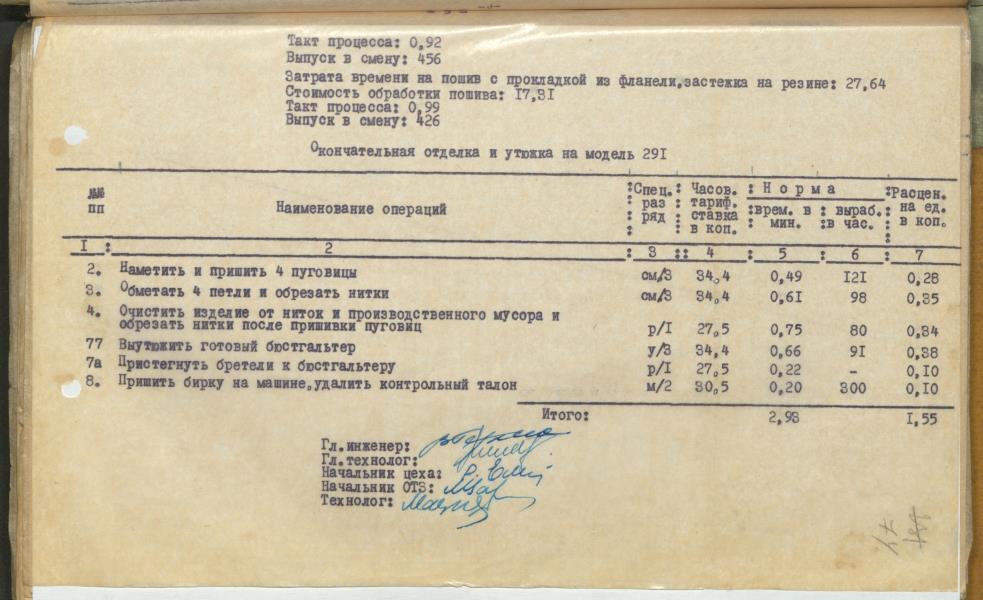 Такт процесса: 0,92
Выпуск в смену: 456
Затрата времени на пошив с прокладкой из фланели,застежка на резине: 27,64
Стоимость обработки пошива: I7,3I
Такт процесса: 0,99
Выпуск в смену: 426
Окончательная отделка и утюжка на модель 29I
№№ пп Наименование операций Спец. раз ряд Часов. тариф. ставка в коп. Норма врем. в мин. выраб. в час. Расцен. на ед. в коп.
I : 2 : 3 :: 4 : 5 : 6 : 7
2. Наметить и пришить 4 пуговицы см/3 34,4 0,49 I2I 0,28
3. Обметать 4 петли и обрезать нитки см/3 34,4 0,6I 98 0,35
4. Очистить изделие от ниток и производственного мусора и
обрезать нитки после пришивки пуговиц р/I 27,5 0,75 80 0,34
77 Выутюжить готовый бюстгальтер у/3 34,4 0,66 9I 0,38
7а Пристегнуть бретели к бюстгальтеру р/I 27,5 0,22 - 0,I0
8. Пришить бирку на машине,удалить контрольный талон м/2 30,5 0,20 300 0,I0
Итого: 2,93 I,55
Гл.инженер:
Гл.технолог:
Начальник цеха:
Начальник ОТЗ:
Технолог: